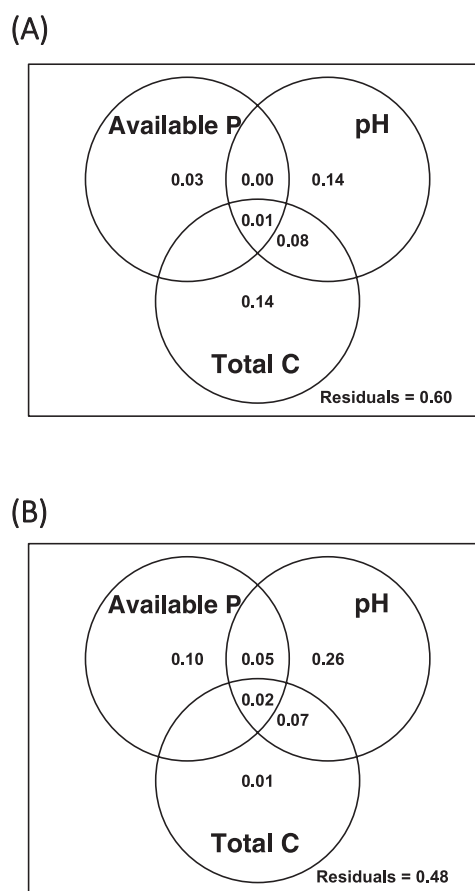 (A)
Available P
pH
0.03
0.00
0.14
0.01
0.08
0.14
Total C
Residuals = 0.60
(B)
Available P
pH
0.10
0.05
0.26
0.02
0.07
0.01
Total C
Residuals = 0.48